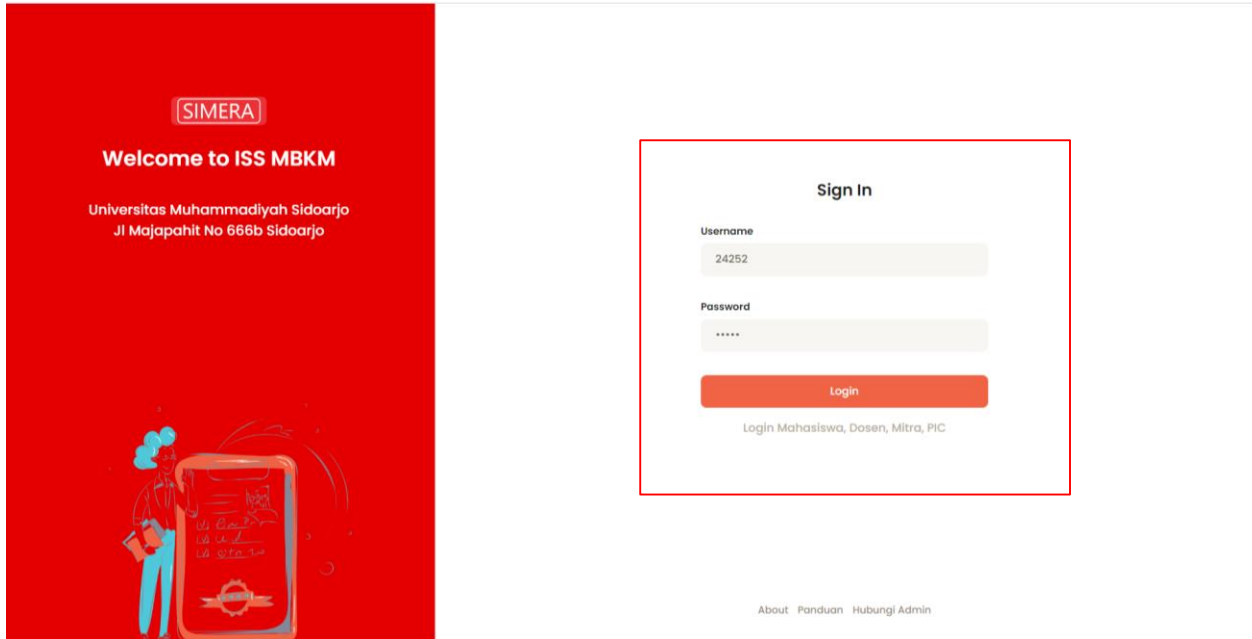 SIMERA
Welcome to ISS MBKM
Universitas Muhammadiyah Sidoarjo
Jl Majapahit No 666b Sidoarjo
Sign In
Username
24252
Password
•••••
Login
Login Mahasiswa, Dosen, Mitra, PIC
About Panduan Hubungi Admin